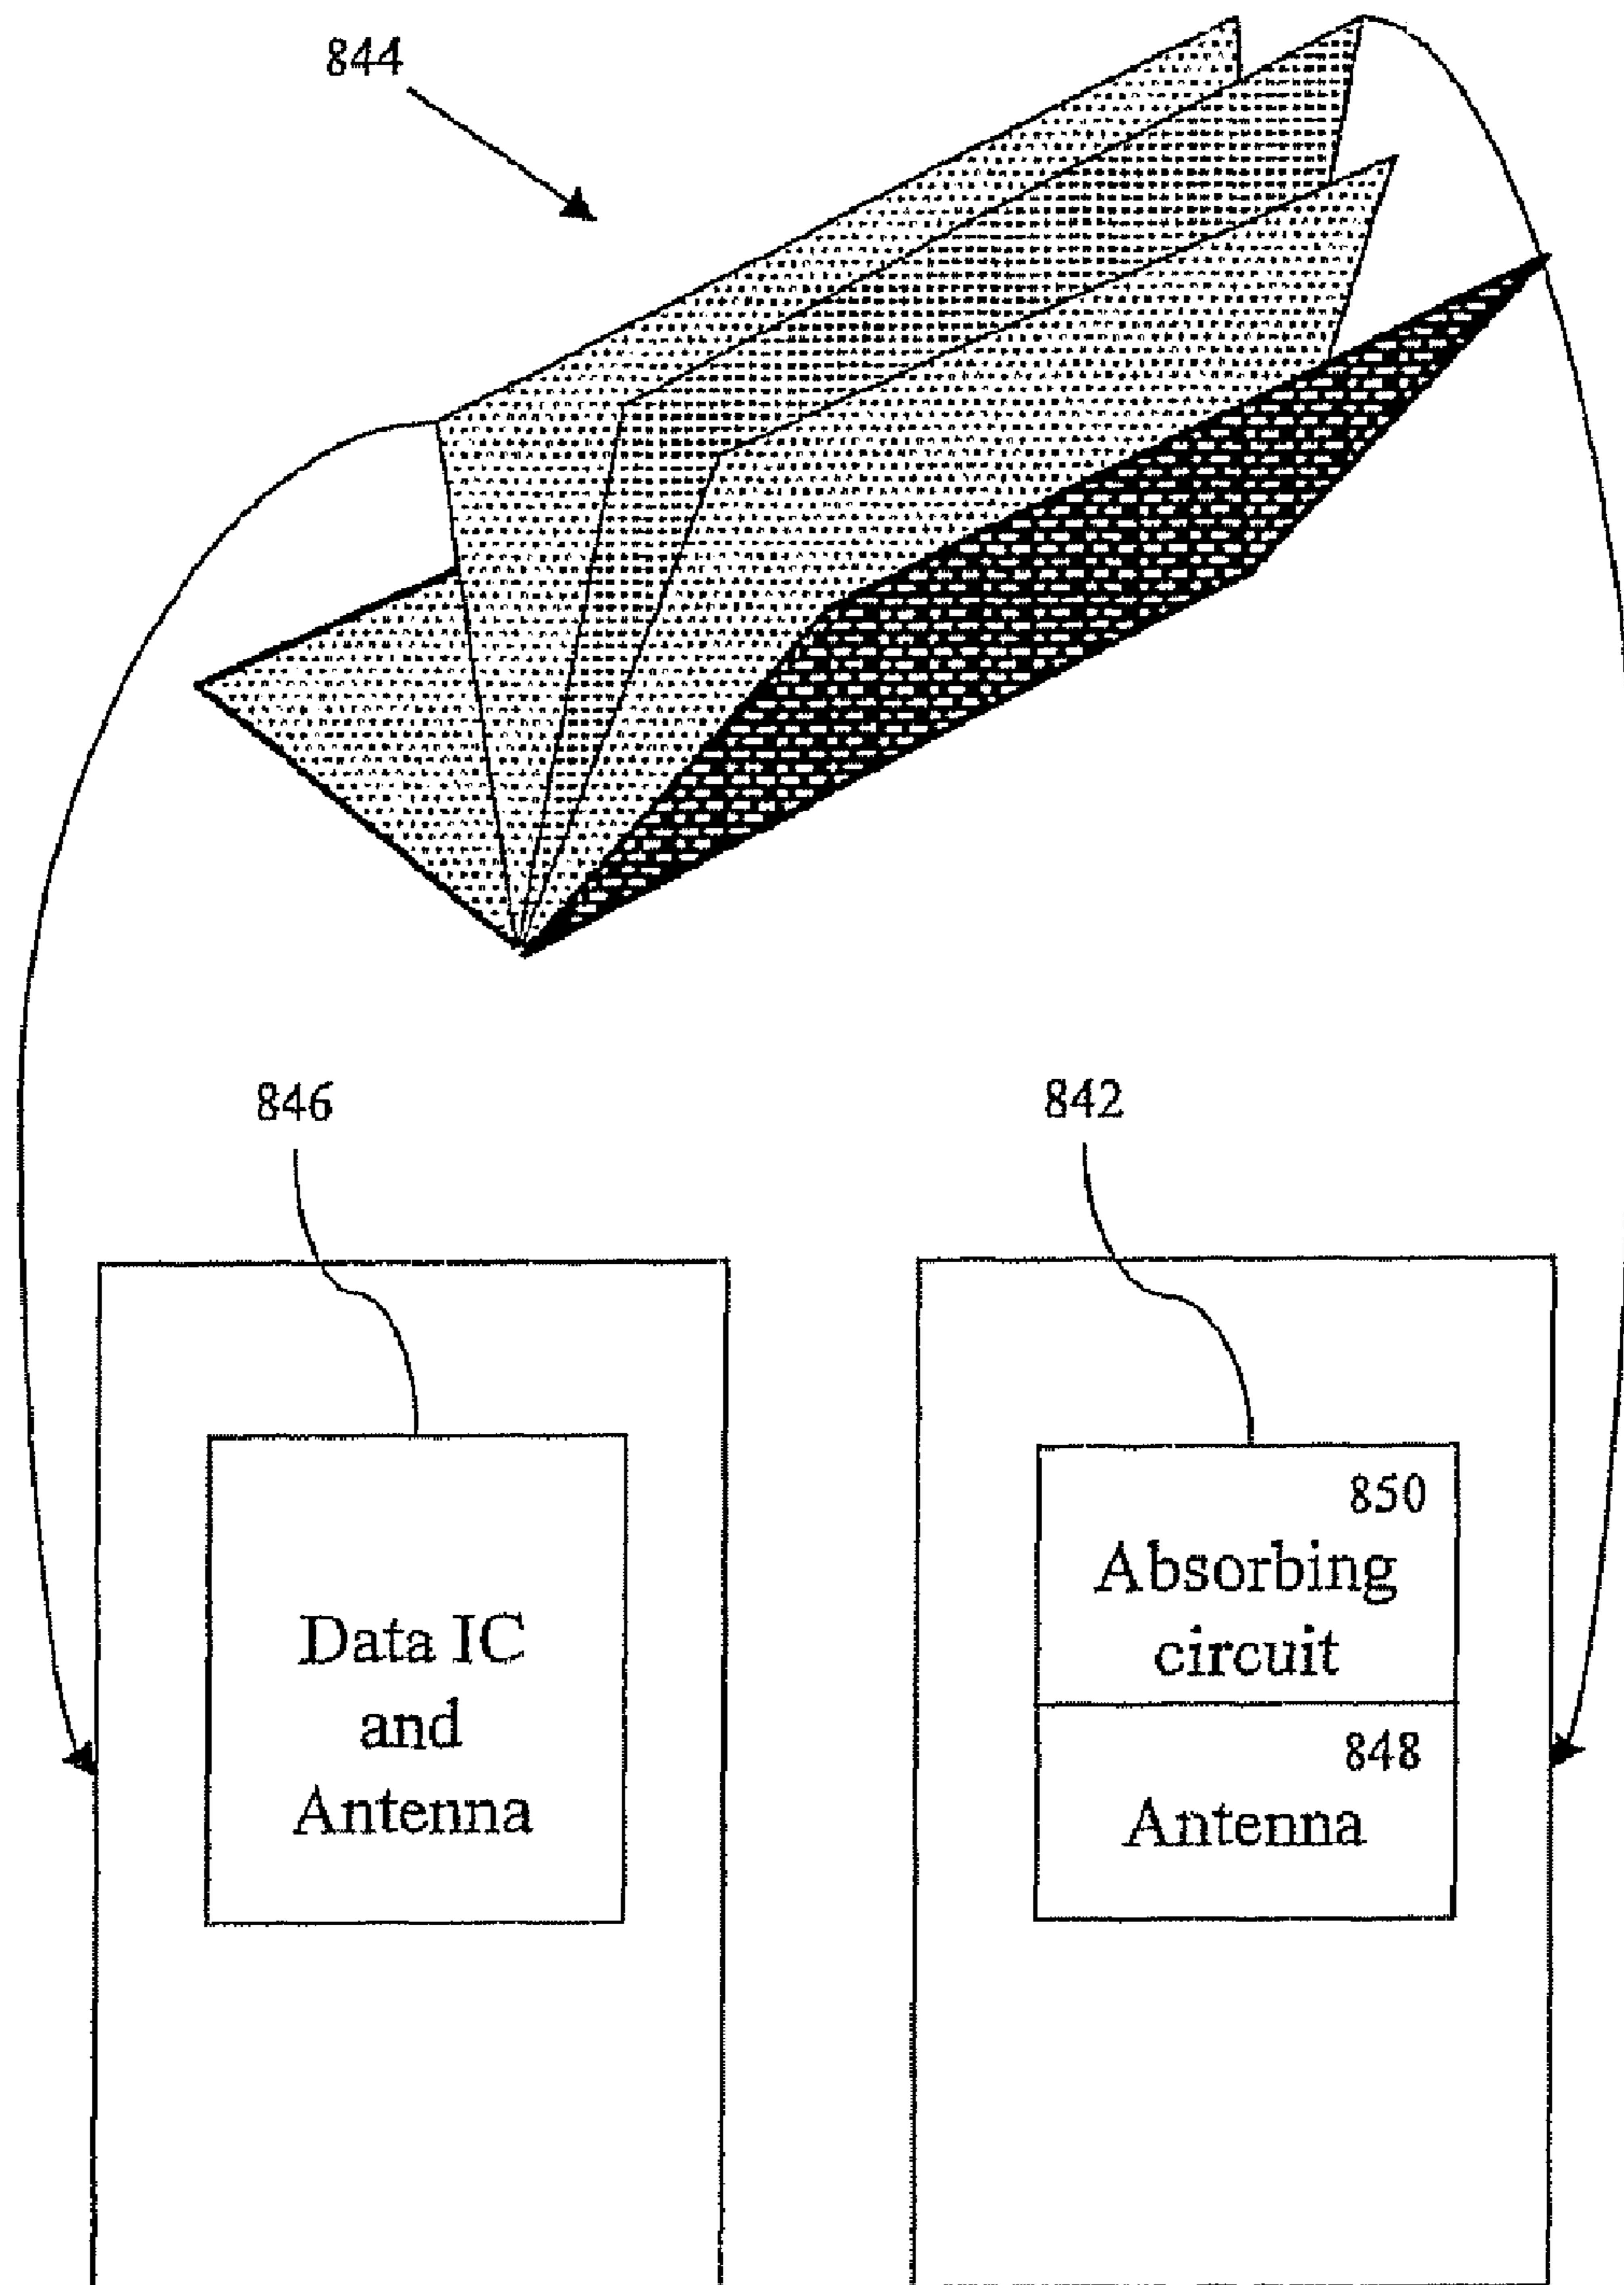 844
846
842
Data IC
and
Antenna
850
Absorbing
circuit
848
Antenna